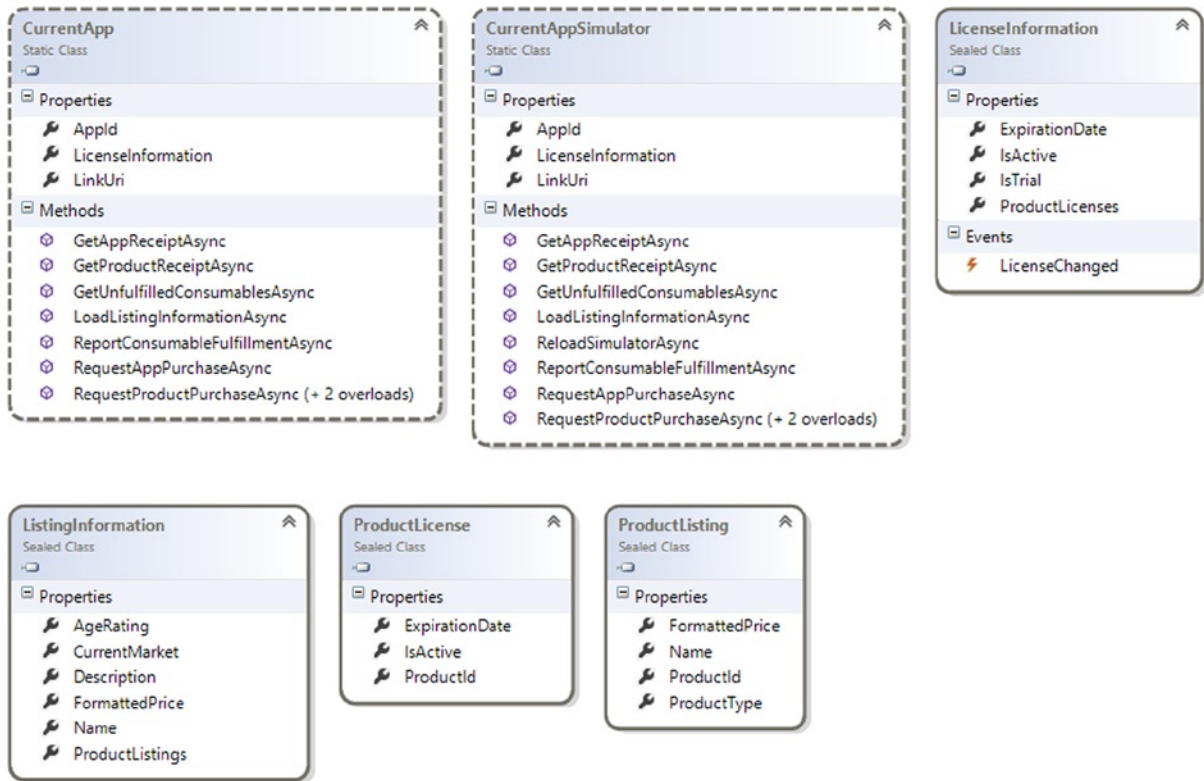 CurrentApp
Static Class
Properties
AppId
LicenseInformation
LinkUri
Methods
GetAppReceiptAsync
GetProductReceiptAsync
GetUnfulfilledConsumablesAsync
LoadListingInformationAsync
ReportConsumableFulfillmentAsync
RequestAppPurchaseAsync
RequestProductPurchaseAsync (+ 2 overloads)
CurrentAppSimulator
Static Class
Properties
AppId
LicenseInformation
LinkUri
Methods
GetAppReceiptAsync
GetProductReceiptAsync
GetUnfulfilledConsumablesAsync
LoadListingInformationAsync
ReloadSimulatorAsync
ReportConsumableFulfillmentAsync
RequestAppPurchaseAsync
RequestProductPurchaseAsync (+ 2 overloads)
LicenseInformation
Sealed Class
Properties
ExpirationDate
IsActive
IsTrial
ProductLicenses
Events
LicenseChanged
ListingInformation
Sealed Class
Properties
AgeRating
CurrentMarket
Description
FormattedPrice
Name
ProductListings
ProductLicense
Sealed Class
Properties
ExpirationDate
IsActive
ProductId
ProductListing
Sealed Class
Properties
FormattedPrice
Name
ProductId
ProductType